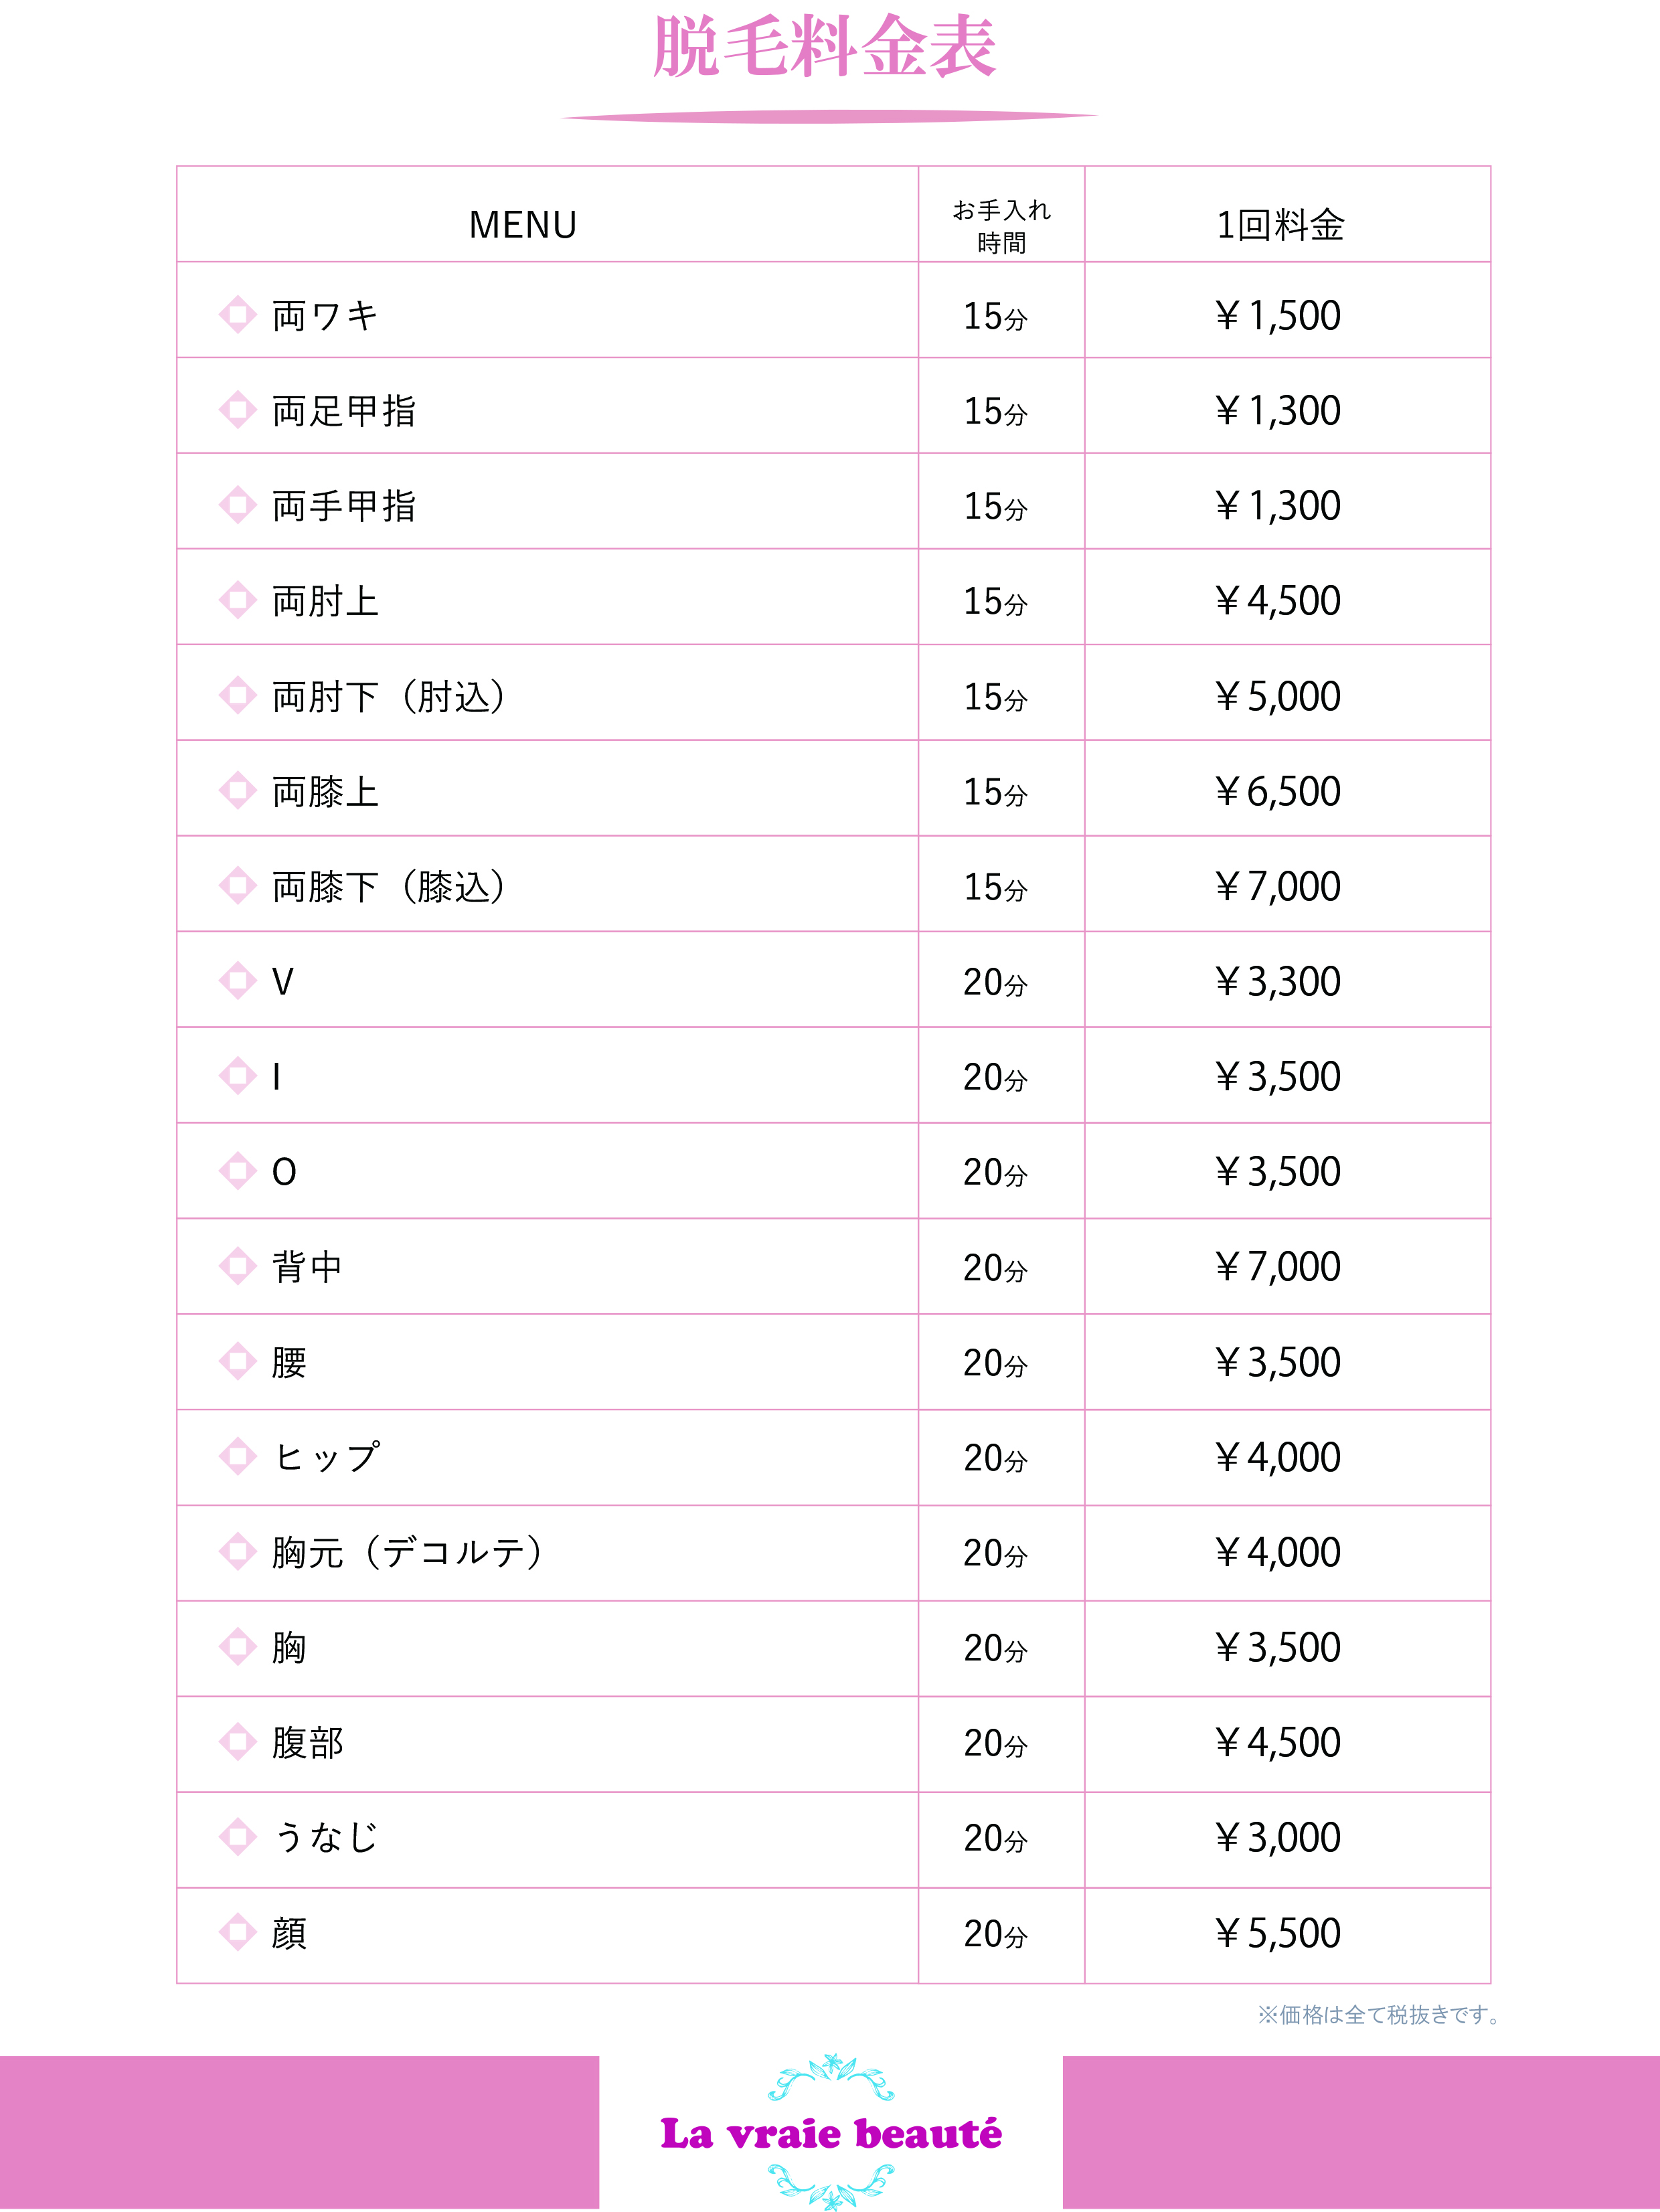 脱毛料金表
MENU お手入れ時間 1回料金
両ワキ 15分 ¥1,500
両足甲指 15分 ¥1,300
両手甲指 15分 ¥1,300
両肘上 15分 ¥4,500
両肘下（肘込） 15分 ¥5,000
両膝上 15分 ¥6,500
両膝下（膝込） 15分 ¥7,000
V 20分 ¥3,300
I 20分 ¥3,500
O 20分 ¥3,500
背中 20分 ¥7,000
腰 20分 ¥3,500
ヒップ 20分 ¥4,000
胸元（デコルテ） 20分 ¥4,000
胸 20分 ¥3,500
腹部 20分 ¥4,500
うなじ 20分 ¥3,000
顔 20分 ¥5,500
※価格は全て税抜きです。
La vraie beauté